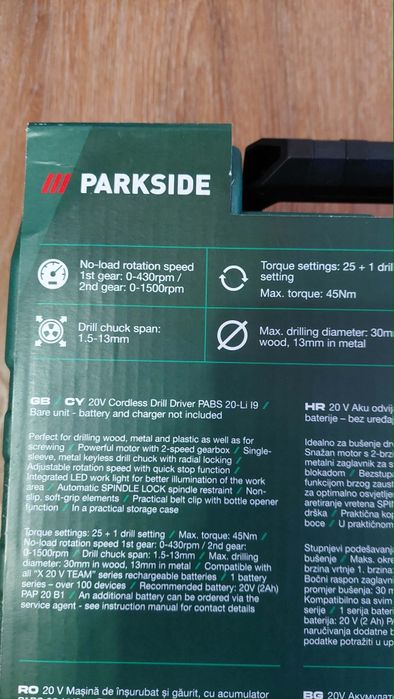 PARKSIDE
No-load rotation speed
1st gear: 0-430rpm /
2nd gear: 0-1500rpm
Torque settings: 25 + 1 drill
setting
Max. torque: 45Nm
Drill chuck span:
1.5-13mm
Max. drilling diameter: 30mm
wood, 13mm in metal
GB / CY 20V Cordless Drill Driver PABS 20-Li I9 /
Bare unit - battery and charger not included
Perfect for drilling wood, metal and plastic as well as for
screwing / Powerful motor with 2-speed gearbox / Single-
sleeve, metal keyless drill chuck with radial locking /
Adjustable rotation speed with quick stop function /
Integrated LED work light for better illumination of the work
area / Automatic SPINDLE LOCK spindle restraint / Non-
slip, soft-grip elements / Practical belt clip with bottle opener
function / In a practical storage case
Torque settings: 25 + 1 drill setting / Max. torque: 45Nm /
No-load rotation speed 1st gear: 0-430rpm / 2nd gear:
0-1500rpm / Drill chuck span: 1.5-13mm / Max. drilling
diameter: 30mm in wood, 13mm in metal / Compatible with
all "X 20 V TEAM" series rechargeable batteries / 1 battery
series – over 100 devices / Recommended battery: 20V (2Ah)
PAP 20 B1 / An additional battery can be ordered via the
service agent - see instruction manual for contact details
HR 20 V Aku odvij
baterije – bez uređa
Idealno za bušenje drv
Snažan motor s 2-brz
metalni zaglavnik za s
blokadom / Bezstup
funkcijom brzog zaust
za optimalno osvjetlje
aretiranje vretena SPI
drška / Praktična ko
boce / U praktičnom
Stupnjevi podešavanj
bušenje / Maks. okre
brzina vrtnje 1. brzina:
Bočni raspon zaglavn
promjer bušenja: 30 m
Kompatibilno sa svim
serije / 1 serija bater
baterija: 20 V (2 Ah) P
naručivanja dodatne b
podatke potražiti u up
RO 20 V Mașină de înșurubat și găurit, cu acumulator
BG 20V Акумулат